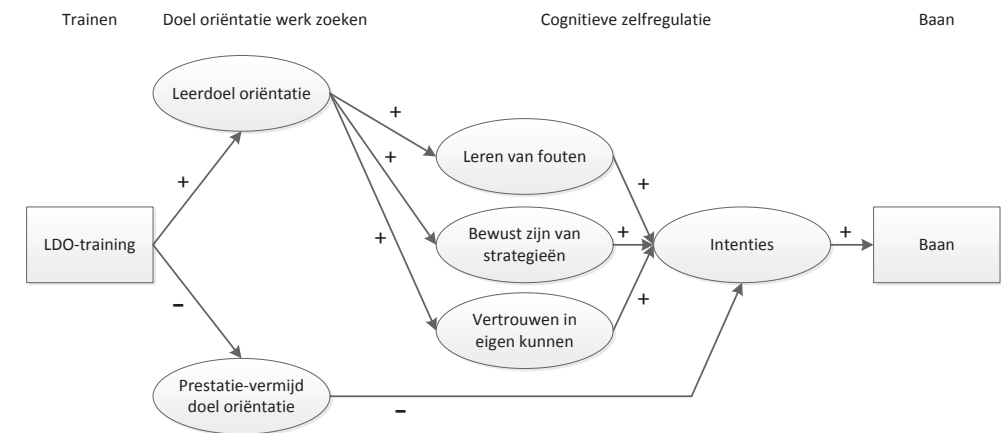 Trainen
Doel oriëntatie werk zoeken
Cognitieve zelfregulatie
Baan
Leerdoel oriëntatie
+
+
Leren van fouten
+
+
+
LDO-training
Bewust zijn van
strategieën
+
Intenties
+
Baan
+
−
Vertrouwen in
eigen kunnen
+
Prestatie-vermijd
doel oriëntatie
−